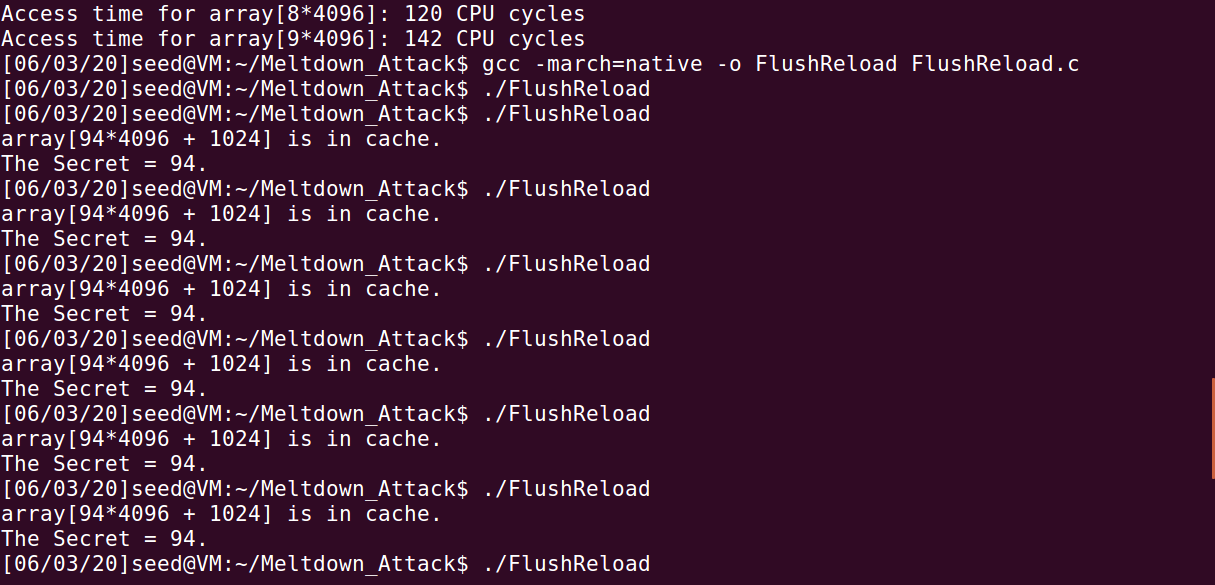 Access time for array[8*4096]: 120 CPU cycles
Access time for array[9*4096]: 142 CPU cycles
[06/03/20]seed@VM:~/Meltdown_Attack$ gcc -march=native -o FlushReload FlushReload.c
[06/03/20]seed@VM:~/Meltdown_Attack$ ./FlushReload
[06/03/20]seed@VM:~/Meltdown_Attack$ ./FlushReload
array[94*4096 + 1024] is in cache.
The Secret = 94.
[06/03/20]seed@VM:~/Meltdown_Attack$ ./FlushReload
array[94*4096 + 1024] is in cache.
The Secret = 94.
[06/03/20]seed@VM:~/Meltdown_Attack$ ./FlushReload
array[94*4096 + 1024] is in cache.
The Secret = 94.
[06/03/20]seed@VM:~/Meltdown_Attack$ ./FlushReload
array[94*4096 + 1024] is in cache.
The Secret = 94.
[06/03/20]seed@VM:~/Meltdown_Attack$ ./FlushReload
array[94*4096 + 1024] is in cache.
The Secret = 94.
[06/03/20]seed@VM:~/Meltdown_Attack$ ./FlushReload
array[94*4096 + 1024] is in cache.
The Secret = 94.
[06/03/20]seed@VM:~/Meltdown_Attack$ ./FlushReload